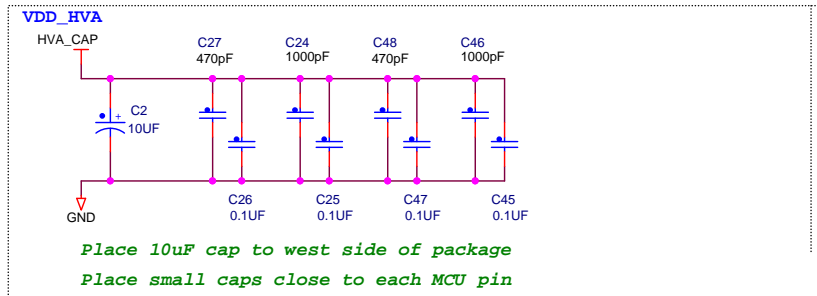 VDD_HVA
HVA_CAP
C27
470pF
C24
1000pF
C48
470pF
C46
1000pF
+
C2
10UF
C26
0.1UF
C25
0.1UF
C47
0.1UF
C45
0.1UF
GND
Place 10uF cap to west side of package
Place small caps close to each MCU pin